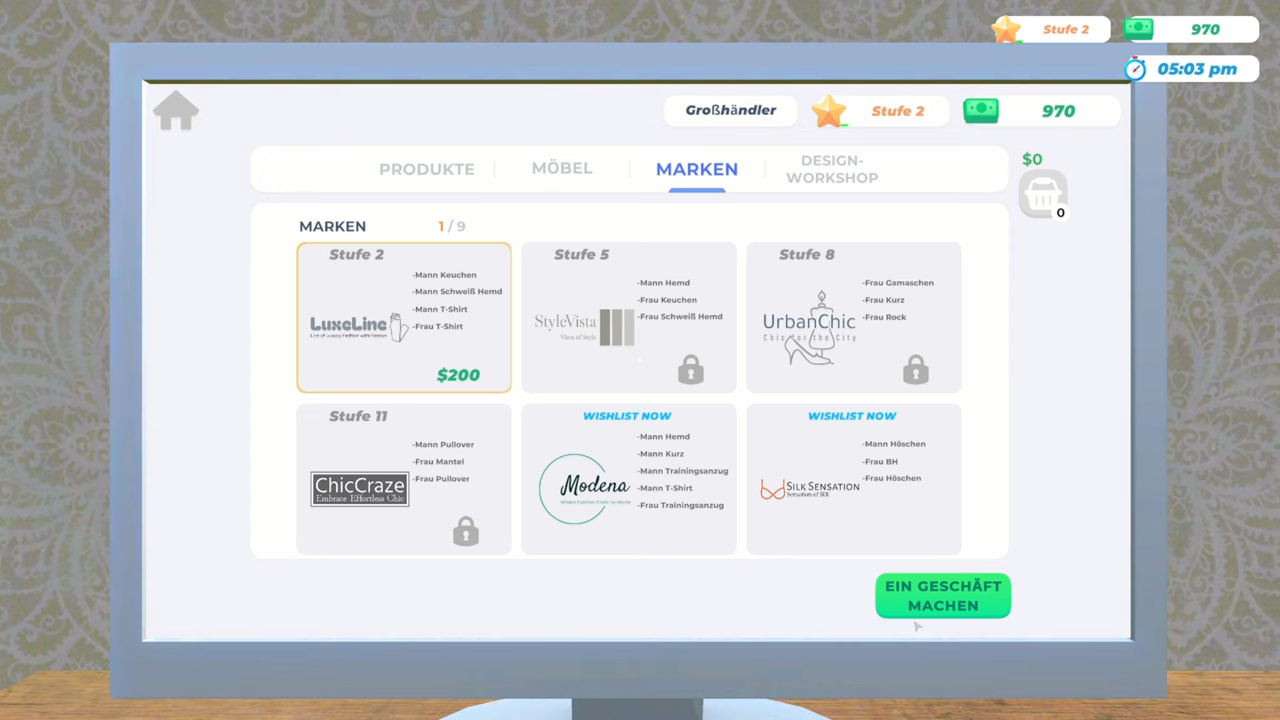 Stufe 2
970
05:03 pm
Großhändler
Stufe 2
970
PRODUKTE
MÖBEL
MARKEN
DESIGN-
WORKSHOP
$0
0
MARKEN
1 / 9
Stufe 2
-Mann Keuchen
-Mann Schweiß Hemd
-Mann T-Shirt
-Frau T-Shirt
LuxeLine
$200
Stufe 5
-Mann Hemd
-Frau Keuchen
-Frau Schweiß Hemd
StyleVista
View of Style
Stufe 8
-Frau Gamaschen
-Frau Kurz
-Frau Rock
UrbanChic
Chic for the City
Stufe 11
-Mann Pullover
-Frau Mantel
-Frau Pullover
ChicCraze
Embrace Effortless Chic
WISHLIST NOW
-Mann Hemd
-Mann Kurz
-Mann Trainingsanzug
-Mann T-Shirt
-Frau Trainingsanzug
Modena
WISHLIST NOW
-Mann Höschen
-Frau BH
-Frau Höschen
SILK SENSATION
Sensation of Silk
EIN GESCHÄFT
MACHEN